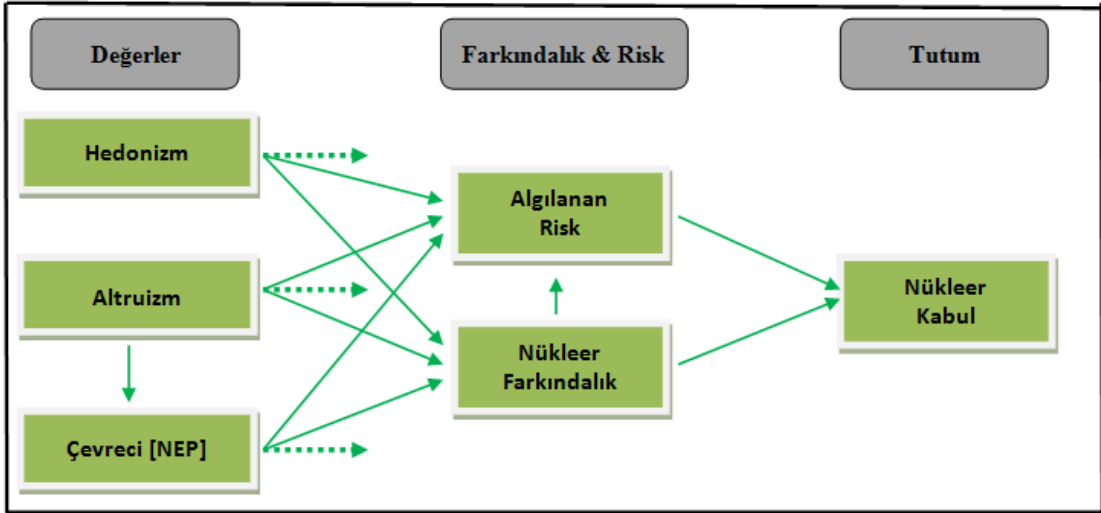 Değerler
Farkındalık & Risk
Tutum
Hedonizm
Algılanan
Risk
Altruizm
Nükleer
Kabul
Nükleer
Farkındalık
Çevreci [NEP]